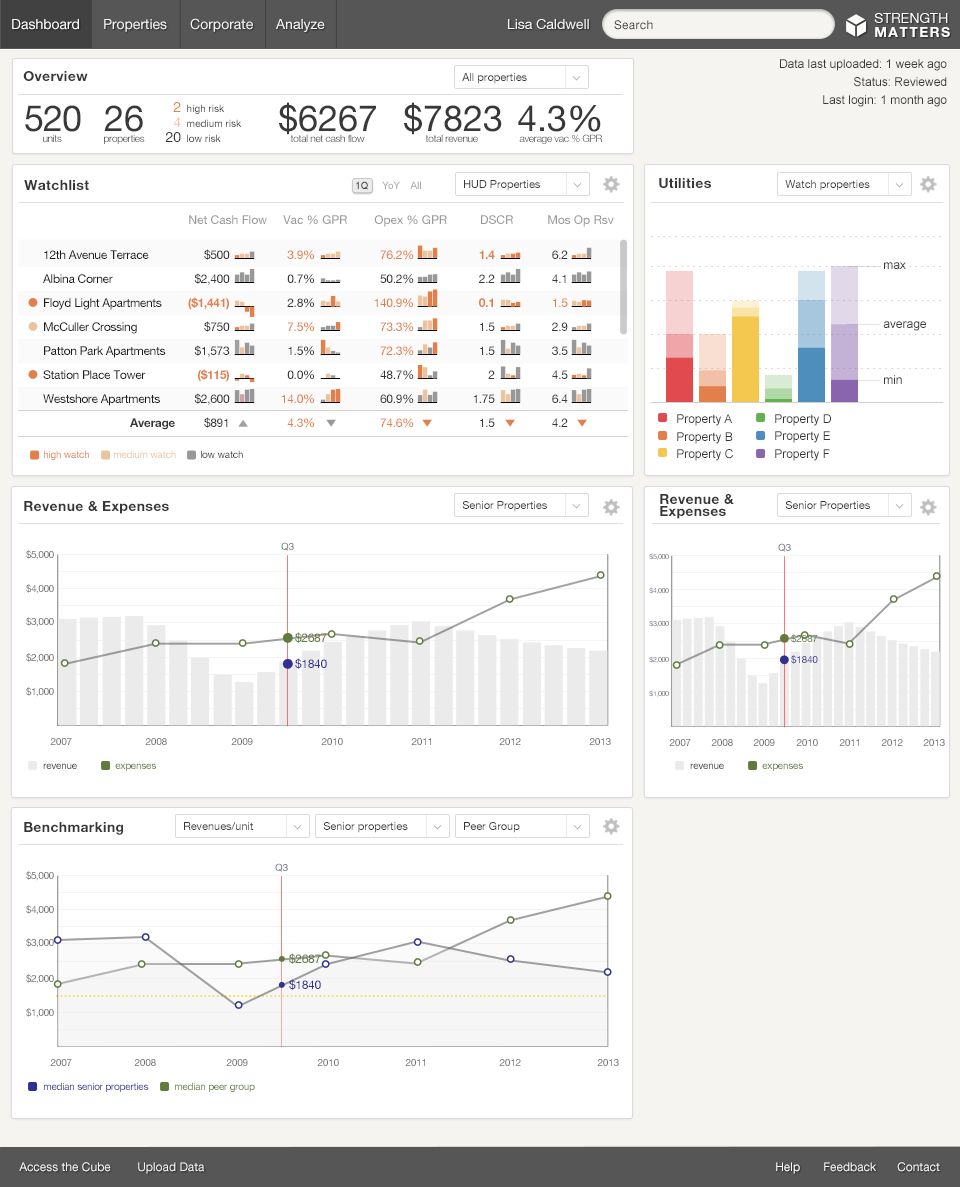 Dashboard Properties Corporate Analyze Lisa Caldwell Search STRENGTH MATTERS
Data last uploaded: 1 week ago
Status: Reviewed
Last login: 1 month ago
Overview All properties
520 units
26 properties
2 high risk
4 medium risk
20 low risk
$6267 total net cash flow
$7823 total revenue
4.3% average vac % GPR
Watchlist 1Q YoY All HUD Properties
Net Cash Flow Vac % GPR Opex % GPR DSCR Mos Op Rsv
12th Avenue Terrace $500 3.9% 76.2% 1.4 6.2
Albina Corner $2,400 0.7% 50.2% 2.2 4.1
Floyd Light Apartments ($1,441) 2.8% 140.9% 0.1 1.5
McCuller Crossing $750 7.5% 73.3% 1.5 2.9
Patton Park Apartments $1,573 1.5% 72.3% 1.5 3.5
Station Place Tower ($115) 0.0% 48.7% 2 4.5
Westshore Apartments $2,600 14.0% 60.9% 1.75 6.4
Average $891 4.3% 74.6% 1.5 4.2
high watch medium watch low watch
Utilities Watch properties
max
average
min
Property A Property D
Property B Property E
Property C Property F
Revenue & Expenses Senior Properties
Q3
$5,000
$4,000
$3,000
$2687
$2,000
$1840
$1,000
2007 2008 2009 2010 2011 2012 2013
revenue expenses
Revenue &
Expenses Senior Properties
Q3
$5,000
$4,000
$3,000
$2687
$2,000
$1840
$1,000
2007 2008 2009 2010 2011 2012 2013
revenue expenses
Benchmarking Revenues/unit Senior properties Peer Group
Q3
$5,000
$4,000
$3,000
$2687
$2,000
$1840
$1,000
2007 2008 2009 2010 2011 2012 2013
median senior properties median peer group
Access the Cube Upload Data Help Feedback Contact